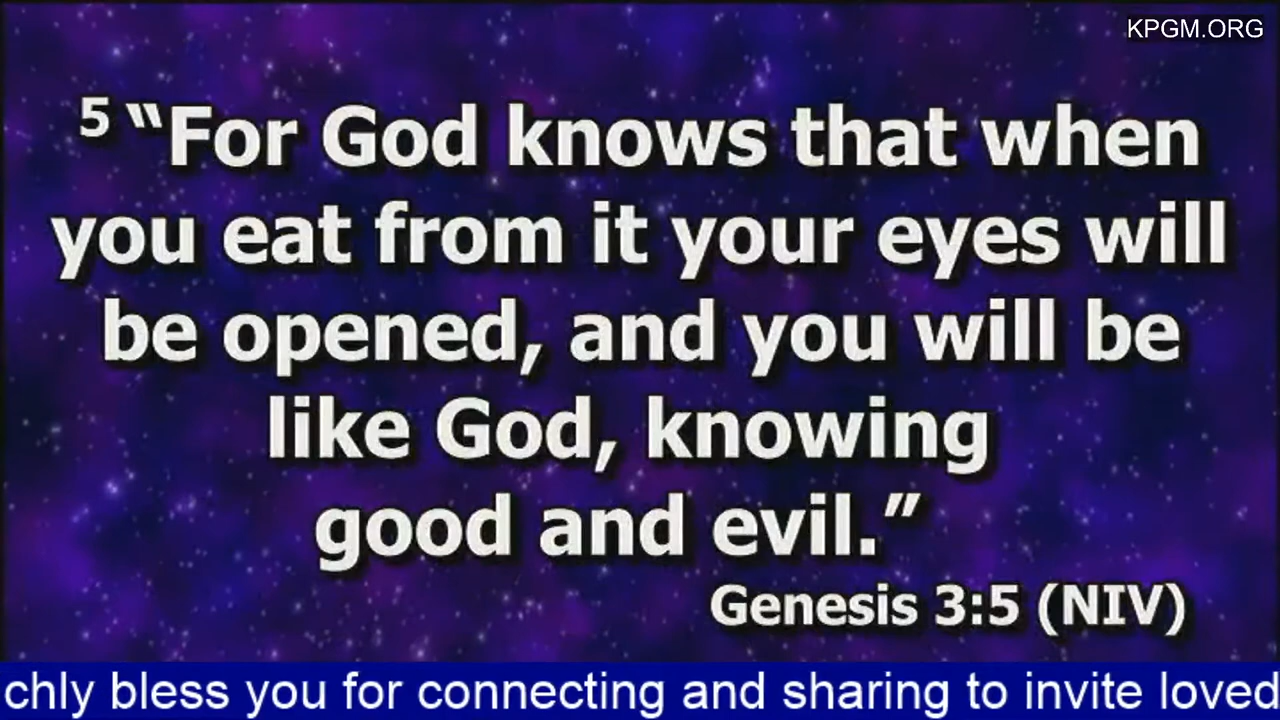 KPGM.ORG
5 “For God knows that when
you eat from it your eyes will
be opened, and you will be
like God, knowing
good and evil.”
Genesis 3:5 (NIV)
chly bless you for connecting and sharing to invite loved